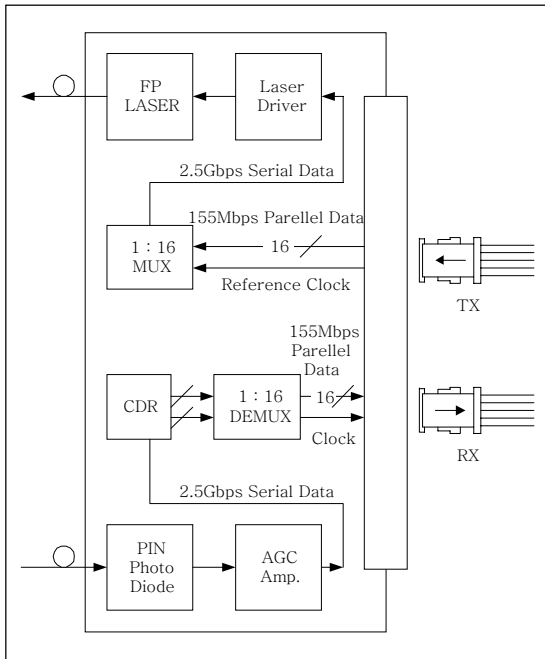 FP
LASER
Laser
Driver
2.5Gbps Serial Data
155Mbps Parellel Data
16
1 : 16
MUX
Reference Clock
TX
155Mbps
Parellel
Data
CDR
1 : 16
DEMUX
16
Clock
RX
2.5Gbps Serial Data
PIN
Photo
Diode
AGC
Amp.